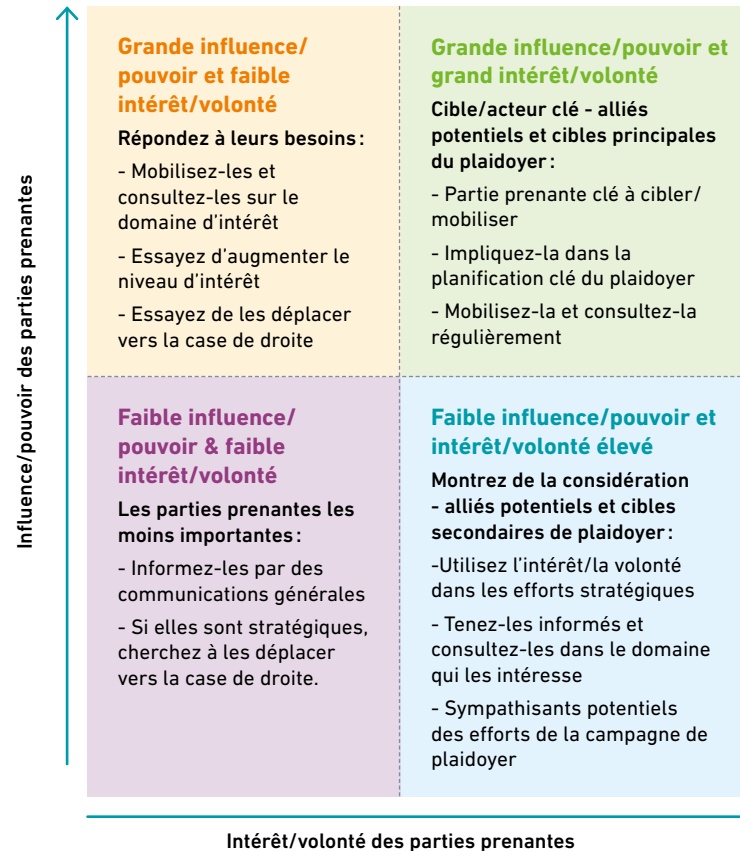 Influence/pouvoir des parties prenantes
Grande influence/
pouvoir et faible
intérêt/volonté
Répondez à leurs besoins :
- Mobilisez-les et
consultez-les sur le
domaine d'intérêt
- Essayez d'augmenter le
niveau d'intérêt
- Essayez de les déplacer
vers la case de droite
Grande influence/pouvoir et
grand intérêt/volonté
Cible/acteur clé - alliés
potentiels et cibles principales
du plaidoyer :
- Partie prenante clé à cibler/
mobiliser
- Impliquez-la dans la
planification clé du plaidoyer
- Mobilisez-la et consultez-la
régulièrement
Faible influence/
pouvoir & faible
intérêt/volonté
Les parties prenantes les
moins importantes :
- Informez-les par des
communications générales
- Si elles sont stratégiques,
cherchez à les déplacer
vers la case de droite.
Faible influence/pouvoir et
intérêt/volonté élevé
Montrez de la considération
- alliés potentiels et cibles
secondaires de plaidoyer :
-Utilisez l'intérêt/la volonté
dans les efforts stratégiques
- Tenez-les informés et
consultez-les dans le domaine
qui les intéresse
- Sympathisants potentiels
des efforts de la campagne de
plaidoyer
Intérêt/volonté des parties prenantes